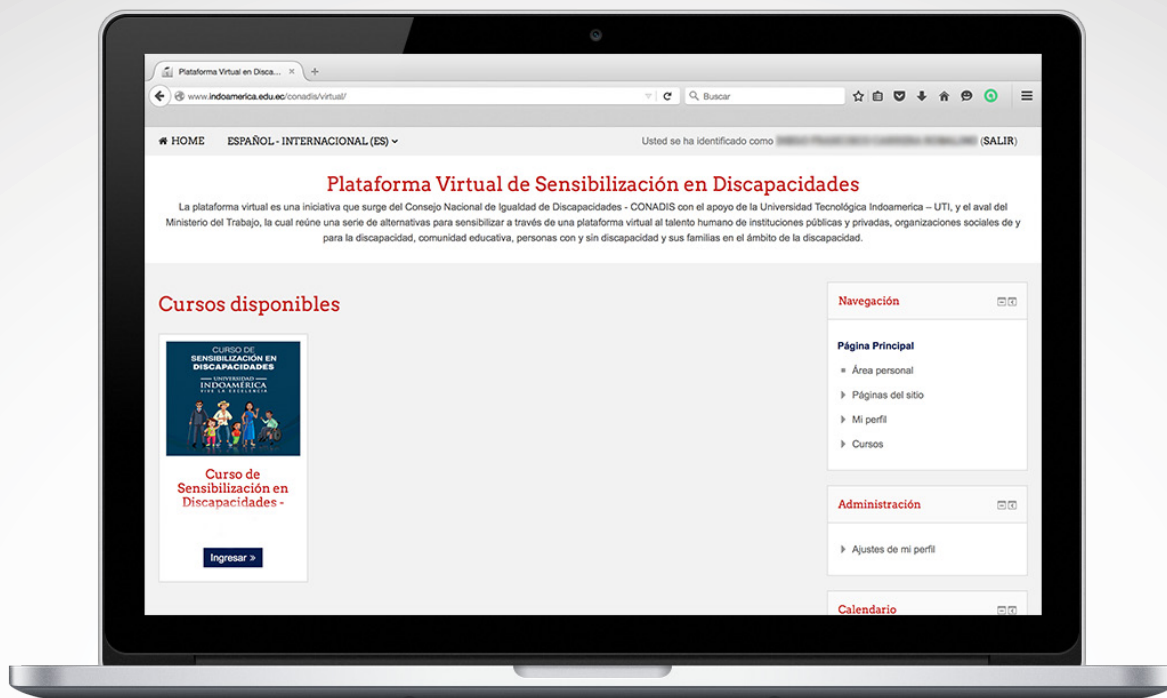 Plataforma Virtual en Disca...
www.indoamerica.edu.ec/conadis/virtual/
Buscar
HOME ESPAÑOL - INTERNACIONAL (ES)
Usted se ha identificado como (SALIR)
Plataforma Virtual de Sensibilización en Discapacidades
La plataforma virtual es una iniciativa que surge del Consejo Nacional de Igualdad de Discapacidades - CONADIS con el apoyo de la Universidad Tecnológica Indoamerica – UTI, y el aval del
Ministerio del Trabajo, la cual reúne una serie de alternativas para sensibilizar a través de una plataforma virtual al talento humano de instituciones públicas y privadas, organizaciones sociales de y
para la discapacidad, comunidad educativa, personas con y sin discapacidad y sus familias en el ámbito de la discapacidad.
Cursos disponibles
CURSO DE
SENSIBILIZACIÓN EN
DISCAPACIDADES
UNIVERSIDAD
INDOAMÉRICA
VIVE LA EXCELENCIA
Curso de
Sensibilización en
Discapacidades -
Ingresar »
Navegación
Página Principal
Área personal
Páginas del sitio
Mi perfil
Cursos
Administración
Ajustes de mi perfil
Calendario